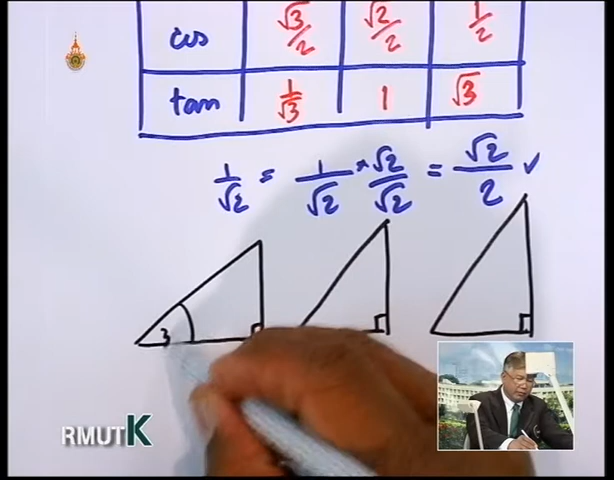 cos √3/2 √2/2 1/2
tan 1/√3 1 √3
1/√2 = 1/√2 * √2/√2 = √2/2 ✓
3
RMUTK